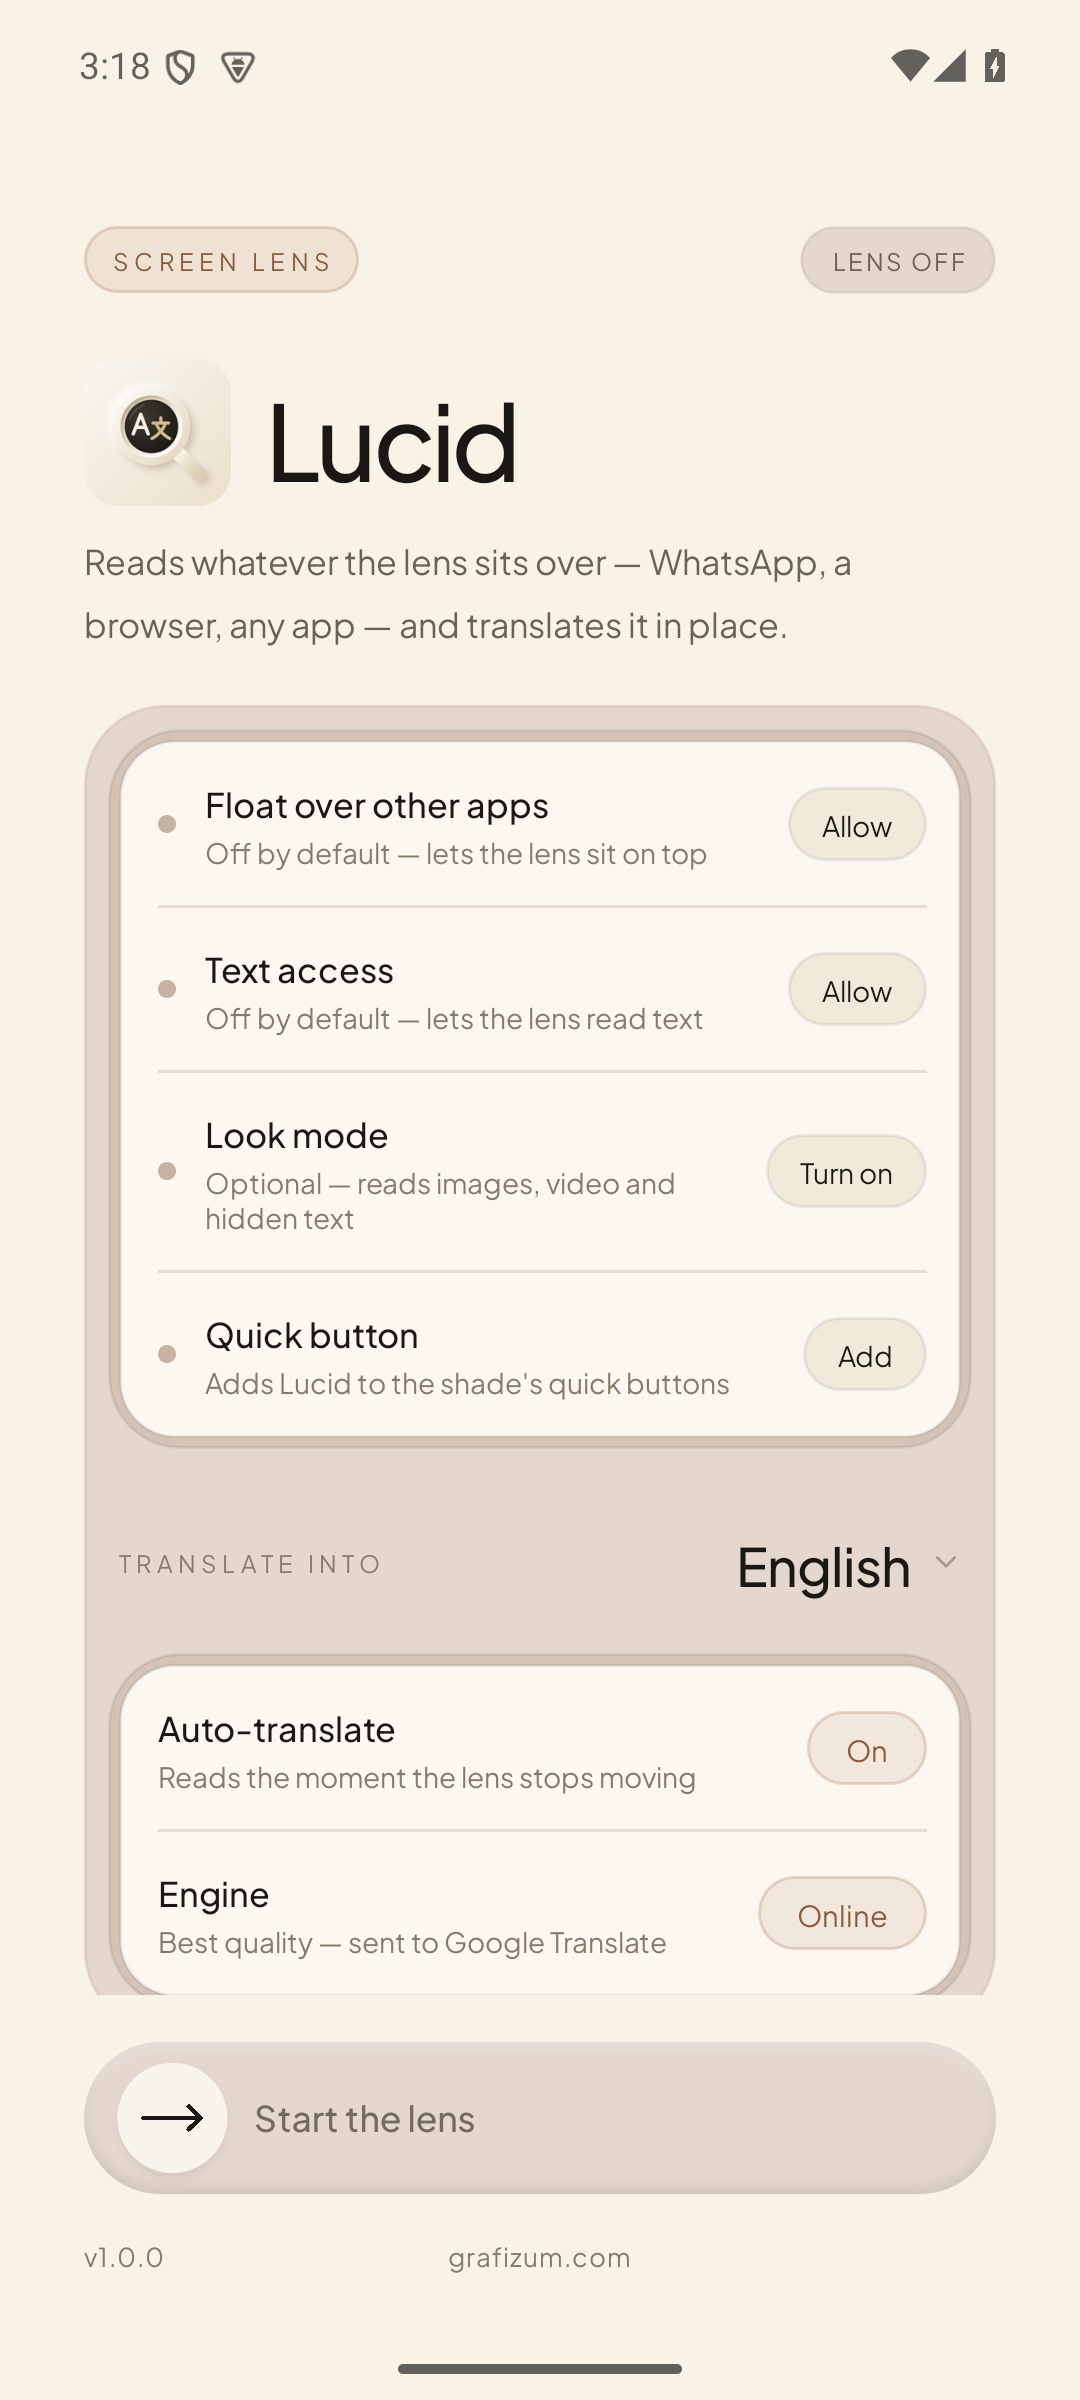 3:18
SCREEN LENS
LENS OFF
A文
Lucid
Reads whatever the lens sits over — WhatsApp, a
browser, any app — and translates it in place.
Float over other apps
Off by default — lets the lens sit on top
Allow
Text access
Off by default — lets the lens read text
Allow
Look mode
Optional — reads images, video and
hidden text
Turn on
Quick button
Adds Lucid to the shade's quick buttons
Add
TRANSLATE INTO
English
Auto-translate
Reads the moment the lens stops moving
On
Engine
Best quality — sent to Google Translate
Online
Start the lens
v1.0.0
grafizum.com